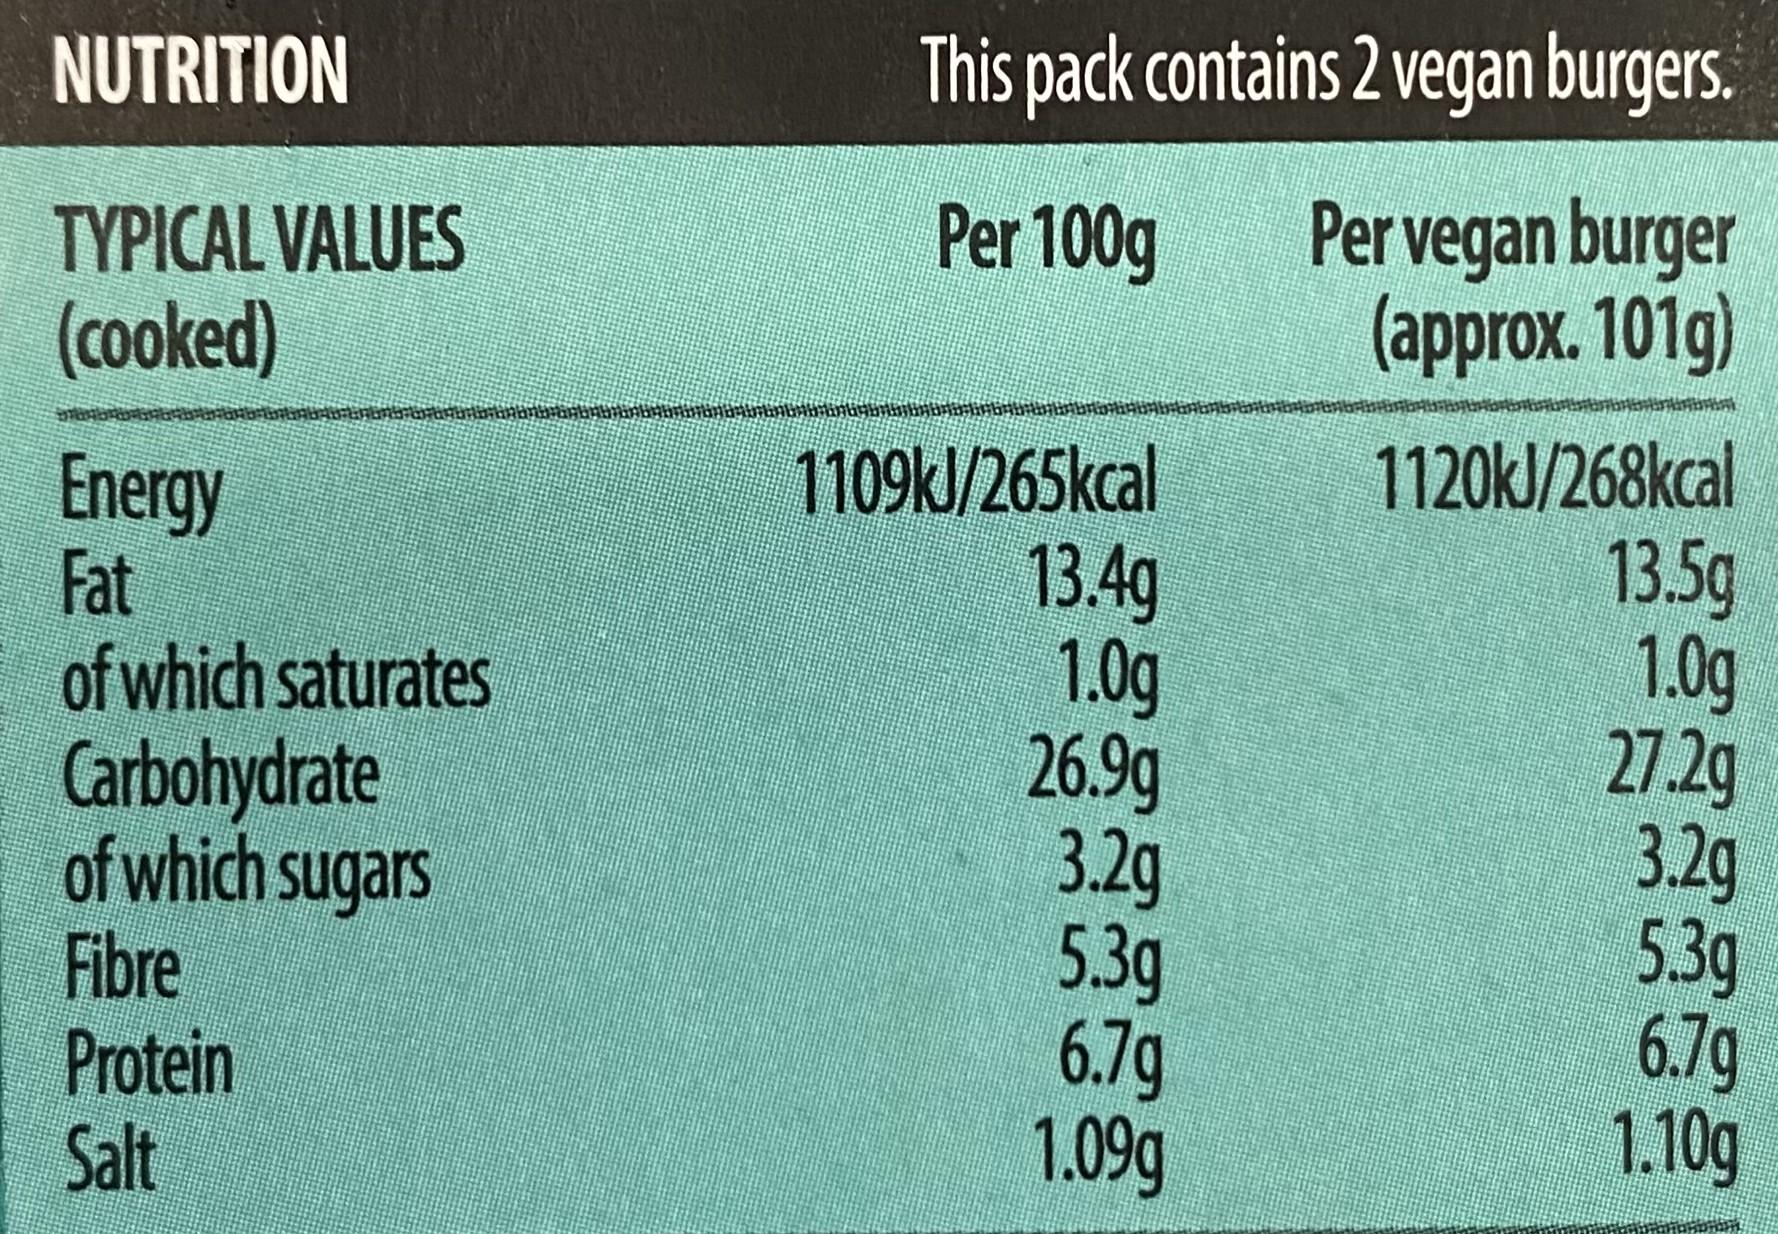 NUTRITION This pack contains 2 vegan burgers.
TYPICAL VALUES Per 100g Per vegan burger
(cooked) (approx. 101g)
Energy 1109kJ/265kcal 1120kJ/268kcal
Fat 13.4g 13.5g
of which saturates 1.0g 1.0g
Carbohydrate 26.9g 27.2g
of which sugars 3.2g 3.2g
Fibre 5.3g 5.3g
Protein 6.7g 6.7g
Salt 1.09g 1.10g